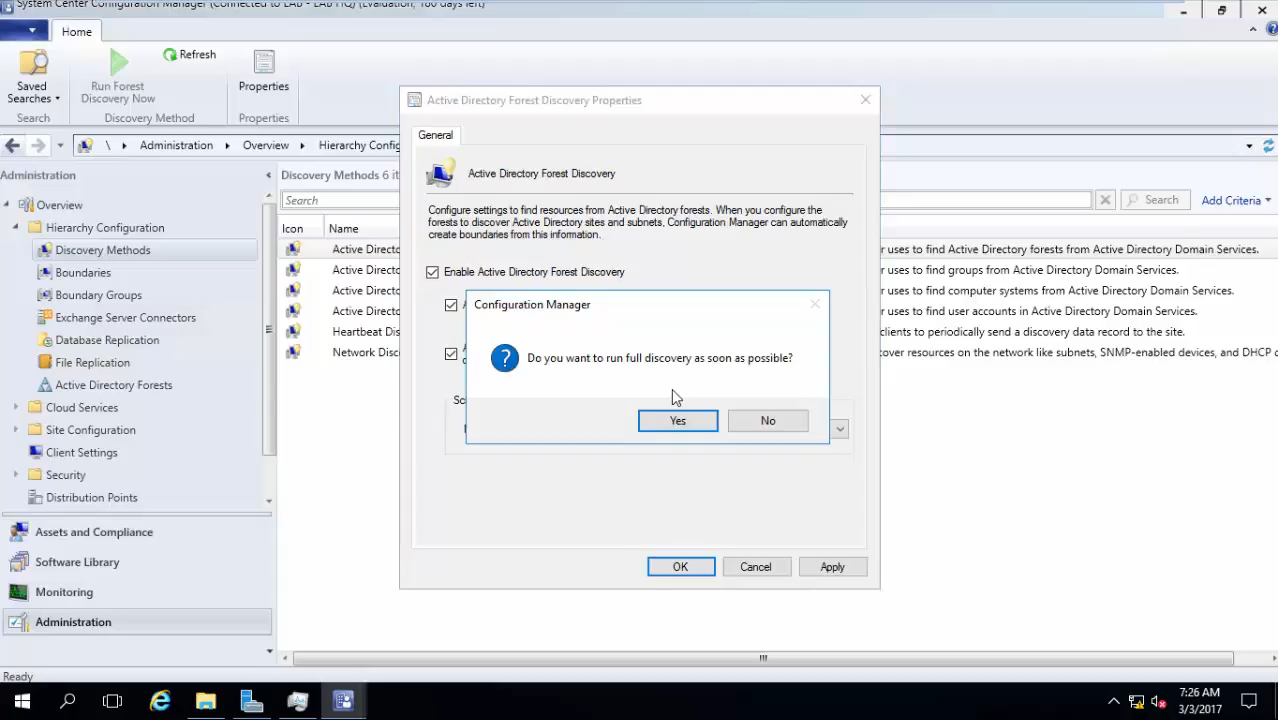 System Center Configuration Manager (Connected to LAB - LAB HQ) (Evaluation, 180 days left)
Home
Saved Searches
Run Forest Discovery Now
Refresh
Properties
Search
Discovery Method
Properties
\ Administration Overview Hierarchy Config
Administration
Overview
Hierarchy Configuration
Discovery Methods
Boundaries
Boundary Groups
Exchange Server Connectors
Database Replication
File Replication
Active Directory Forests
Cloud Services
Site Configuration
Client Settings
Security
Distribution Points
Assets and Compliance
Software Library
Monitoring
Administration
Discovery Methods 6 it
Search
Search
Add Criteria
Icon Name
Active Directo
r uses to find Active Directory forests from Active Directory Domain Services.
Active Directo
r uses to find groups from Active Directory Domain Services.
Active Directo
r uses to find computer systems from Active Directory Domain Services.
Active Directo
r uses to find user accounts in Active Directory Domain Services.
Heartbeat Dis
clients to periodically send a discovery data record to the site.
Network Disc
cover resources on the network like subnets, SNMP-enabled devices, and DHCP c
Active Directory Forest Discovery Properties
General
Active Directory Forest Discovery
Configure settings to find resources from Active Directory forests. When you configure the
forests to discover Active Directory sites and subnets, Configuration Manager can automatically
create boundaries from this information.
Enable Active Directory Forest Discovery
Configuration Manager
Do you want to run full discovery as soon as possible?
Yes
No
Sc
OK
Cancel
Apply
Ready
7:26 AM
3/3/2017